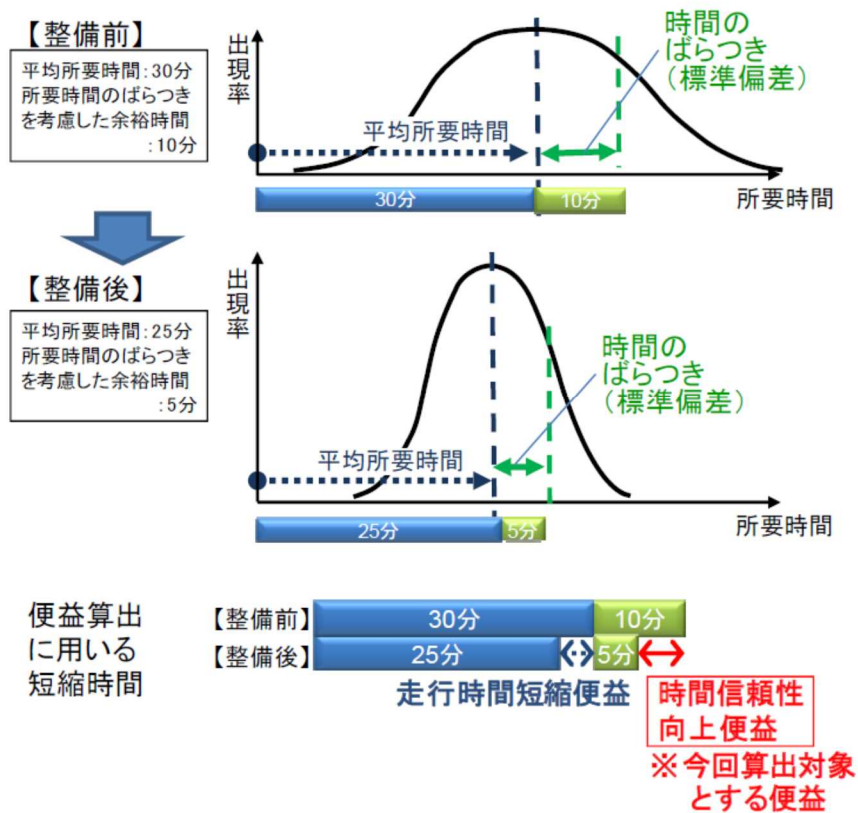 【整備前】
平均所要時間:30分
所要時間のばらつき
を考慮した余裕時間
:10分
出現率
時間の
ばらつき
(標準偏差)
平均所要時間
30分
10分
所要時間
【整備後】
平均所要時間:25分
所要時間のばらつき
を考慮した余裕時間
:5分
出現率
時間の
ばらつき
(標準偏差)
平均所要時間
25分
5分
所要時間
便益算出
に用いる
短縮時間
【整備前】
30分
10分
【整備後】
25分
5分
走行時間短縮便益
時間信頼性
向上便益
※今回算出対象
とする便益